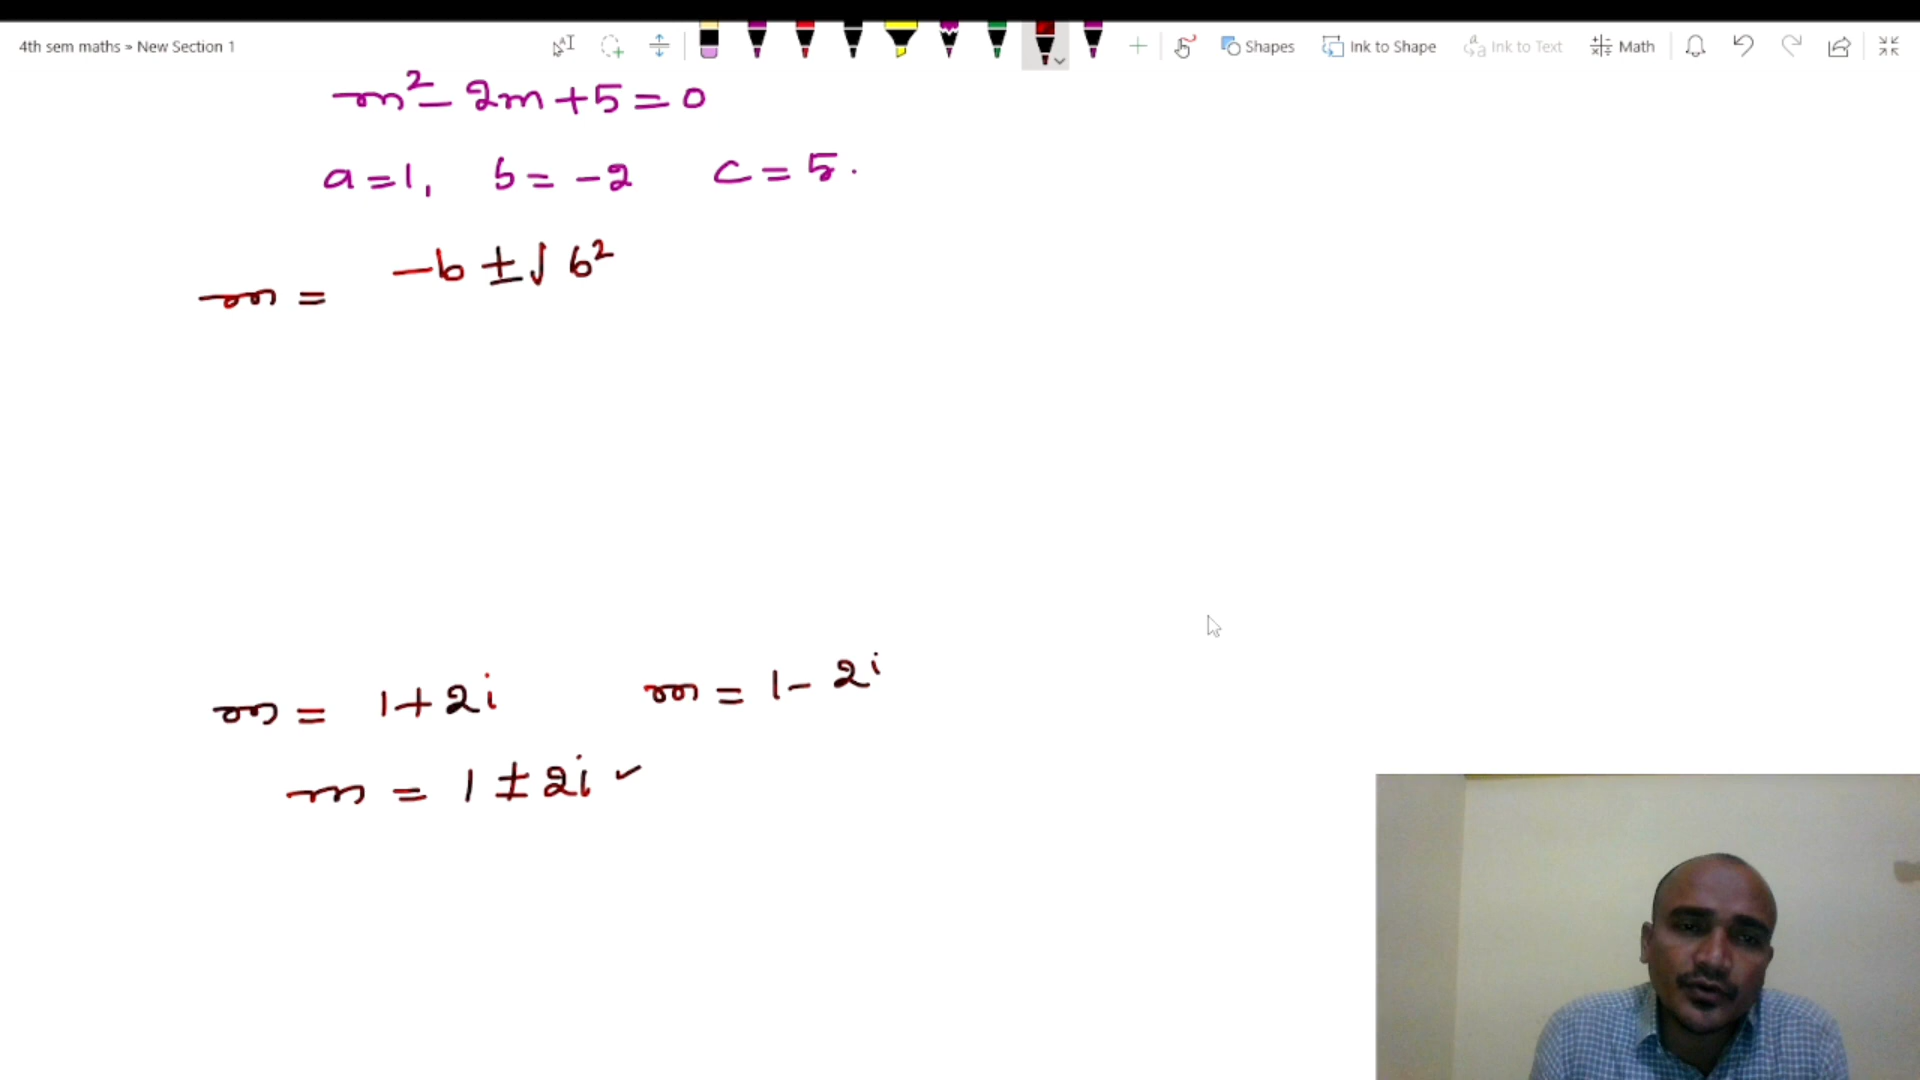 4th sem maths » New Section 1
Shapes Ink to Shape Ink to Text Math
m² - 2m + 5 = 0
a = 1, b = -2 c = 5.
m = -b ± √ b²
m = 1 + 2i m = 1 - 2i
m = 1 ± 2i ✓